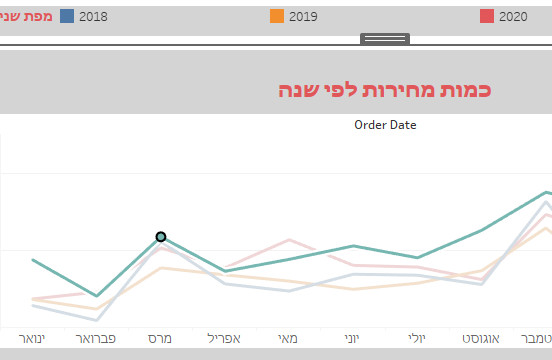 מפת שני 2018 2019 2020
כמות מחירות לפי שנה
Order Date
ינואר פברואר מרס אפריל מאי יוני יולי אוגוסט טמבר